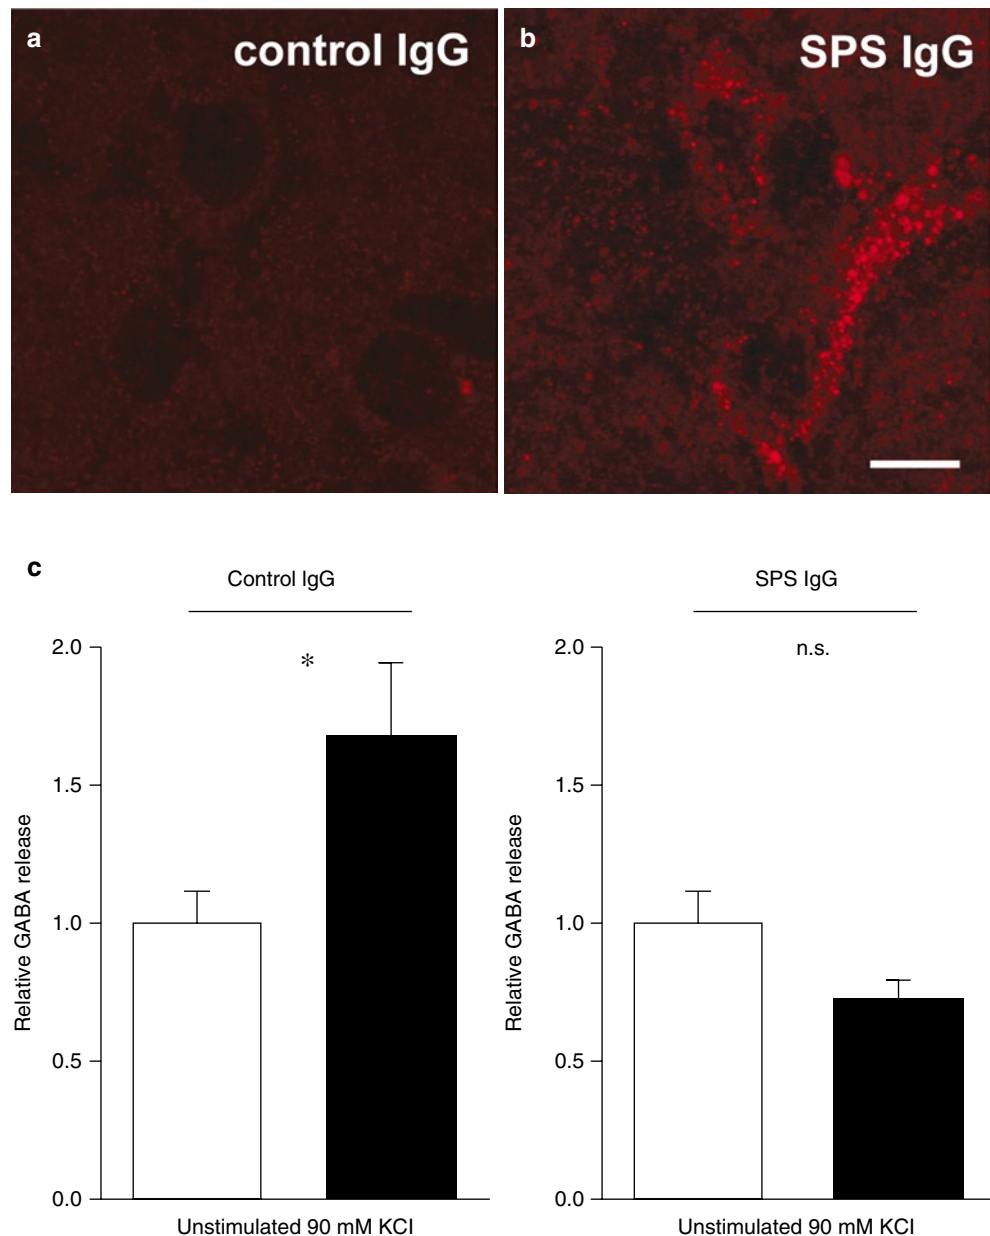 a
control IgG
b
SPS IgG
c
Control IgG
SPS IgG
2.0
1.5
1.0
0.5
0.0
Relative GABA release
*
Unstimulated 90 mM KCl
2.0
1.5
1.0
0.5
0.0
Relative GABA release
n.s.
Unstimulated 90 mM KCl